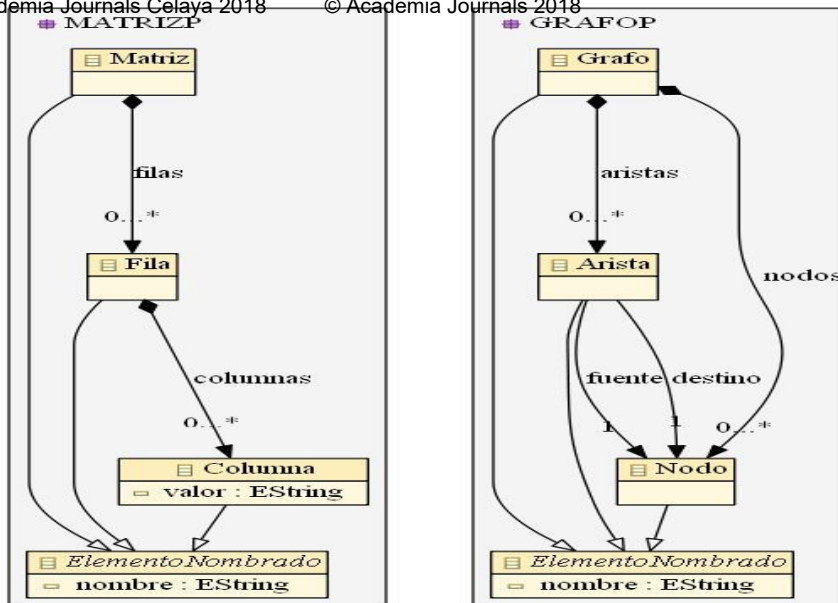 demia Journals Celaya 2018 © Academia Journals 2018
MATRIZP
Matriz
filas
0...*
Fila
columnas
0...*
Columna
valor : EString
ElementoNombrado
nombre : EString
GRAFOP
Grafo
aristas
0...*
nodos
Arista
fuente destino
1 1 0...*
Nodo
ElementoNombrado
nombre : EString